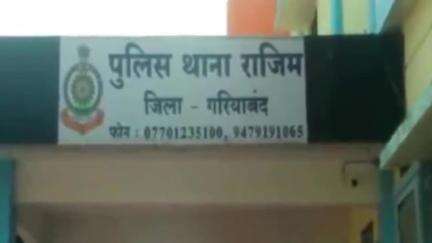 पुलिस थाना राजिम
जिला - गरियाबंद
फोन : 07701235100, 9479191065